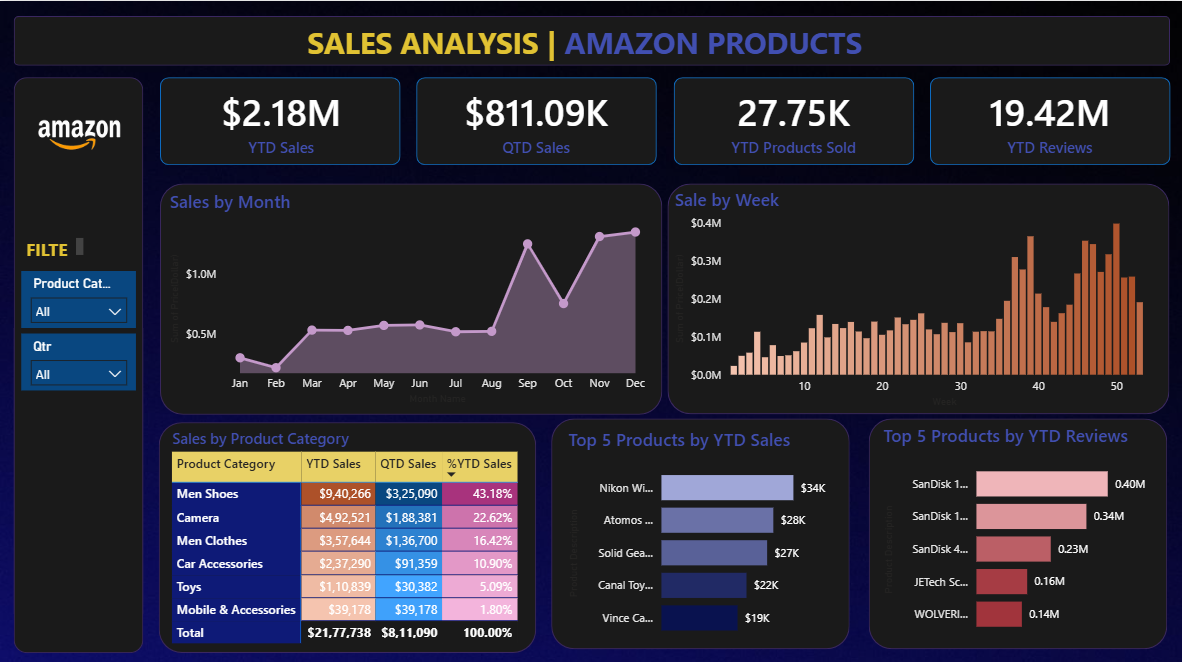 SALES ANALYSIS | AMAZON PRODUCTS
amazon
$2.18M
YTD Sales
$811.09K
QTD Sales
27.75K
YTD Products Sold
19.42M
YTD Reviews
FILTE
Product Cat...
All
Qtr
All
Sales by Month
$1.0M
$0.5M
Jan Feb Mar Apr May Jun Jul Aug Sep Oct Nov Dec
Month Name
Sale by Week
$0.4M
$0.3M
$0.2M
$0.1M
$0.0M
10 20 30 40 50
Week
Sales by Product Category
Product Category YTD Sales QTD Sales %YTD Sales
Men Shoes $9,40,266 $3,25,090 43.18%
Camera $4,92,521 $1,88,381 22.62%
Men Clothes $3,57,644 $1,36,700 16.42%
Car Accessories $2,37,290 $91,359 10.90%
Toys $1,10,839 $30,382 5.09%
Mobile & Accessories $39,178 $39,178 1.80%
Total $21,77,738 $8,11,090 100.00%
Top 5 Products by YTD Sales
Product Description
Nikon Wi... $34K
Atomos ... $28K
Solid Gea... $27K
Canal Toy... $22K
Vince Ca... $19K
Top 5 Products by YTD Reviews
Product Description
SanDisk 1... 0.40M
SanDisk 1... 0.34M
SanDisk 4... 0.23M
JETech Sc... 0.16M
WOLVERI... 0.14M